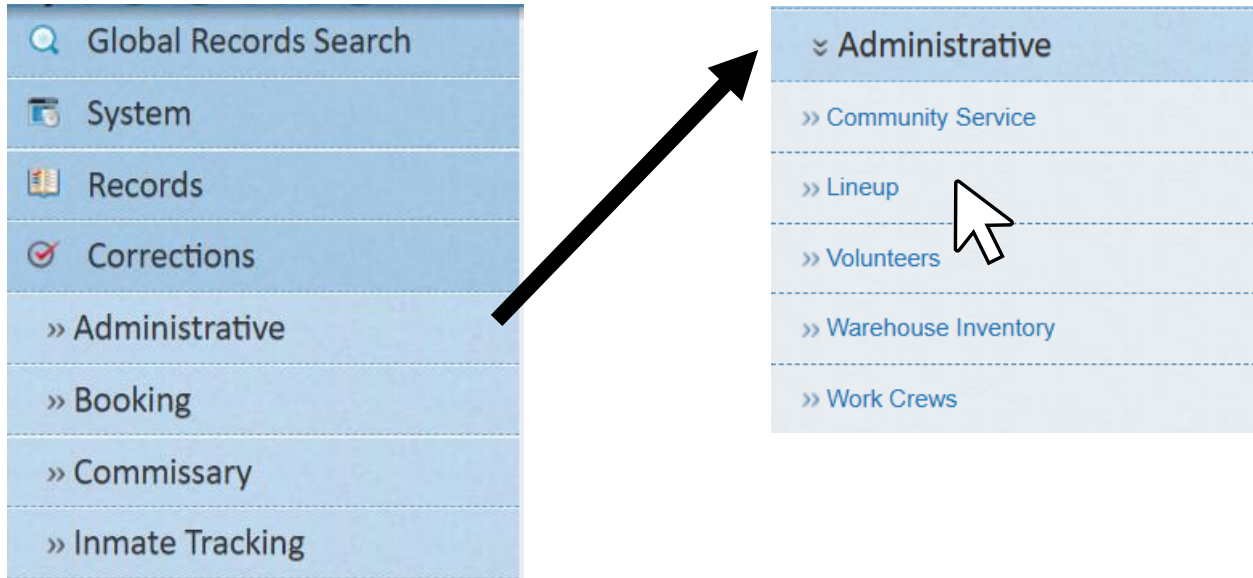 Global Records Search
System
Records
Corrections
» Administrative
» Booking
» Commissary
» Inmate Tracking
Administrative
» Community Service
» Lineup
» Volunteers
» Warehouse Inventory
» Work Crews